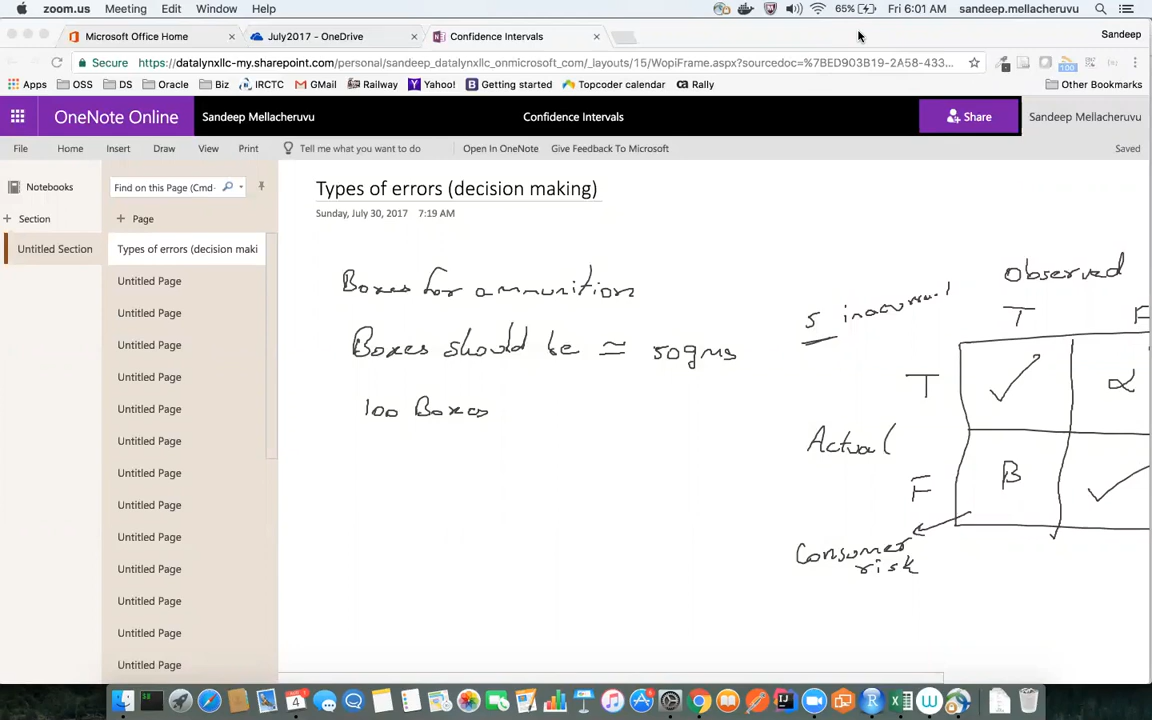 zoom.us Meeting Edit Window Help 65% Fri 6:01 AM sandeep.mellacheruvu
Microsoft Office Home × July2017 - OneDrive × Confidence Intervals × Sandeep
Secure https://datalynxllc-my.sharepoint.com/personal/sandeep_datalynxllc_onmicrosoft_com/_layouts/15/WopiFrame.aspx?sourcedoc=%7BED903B19-2A58-433... 100
Apps OSS DS Oracle Biz IRCTC GMail Railway Yahoo! Getting started Topcoder calendar Rally Other Bookmarks
OneNote Online Sandeep Mellacheruvu Confidence Intervals Share Sandeep Mellacheruvu
File Home Insert Draw View Print Tell me what you want to do Open In OneNote Give Feedback To Microsoft Saved
Notebooks
Find on this Page (Cmd-
+ Section
+ Page
Untitled Section
Types of errors (decision maki
Untitled Page
Untitled Page
Untitled Page
Untitled Page
Untitled Page
Untitled Page
Untitled Page
Untitled Page
Untitled Page
Untitled Page
Untitled Page
Untitled Page
Untitled Page
Types of errors (decision making)
Sunday, July 30, 2017 7:19 AM
Boxes for ammunition
Boxes should be ≃ 50gms
100 Boxes
5
Observed
T F
T ✓ α
Actual
F β ✓
Consumer
risk